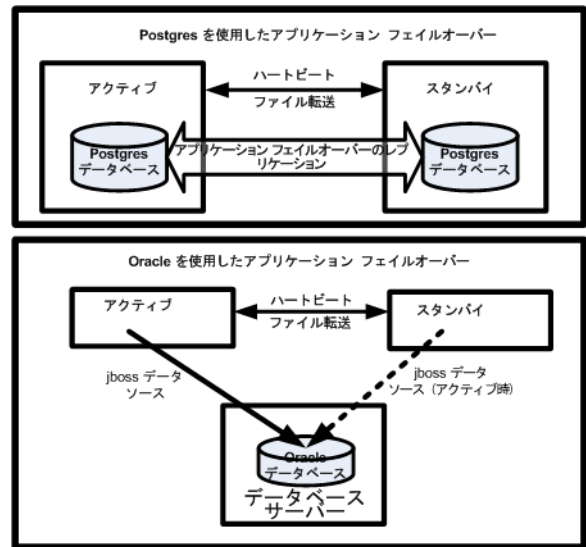 Postgres を使用したアプリケーション フェイルオーバー
アクティブ
ハートビート
ファイル転送
スタンバイ
Postgres
データベース
アプリケーション フェイルオーバーのレプ
リケーション
Postgres
データベース
Oracle を使用したアプリケーション フェイルオーバー
アクティブ
ハートビート
ファイル転送
スタンバイ
jboss データ
ソース
jboss データ
ソース (アクティブ時)
Oracle
データベース
データベース
サーバー